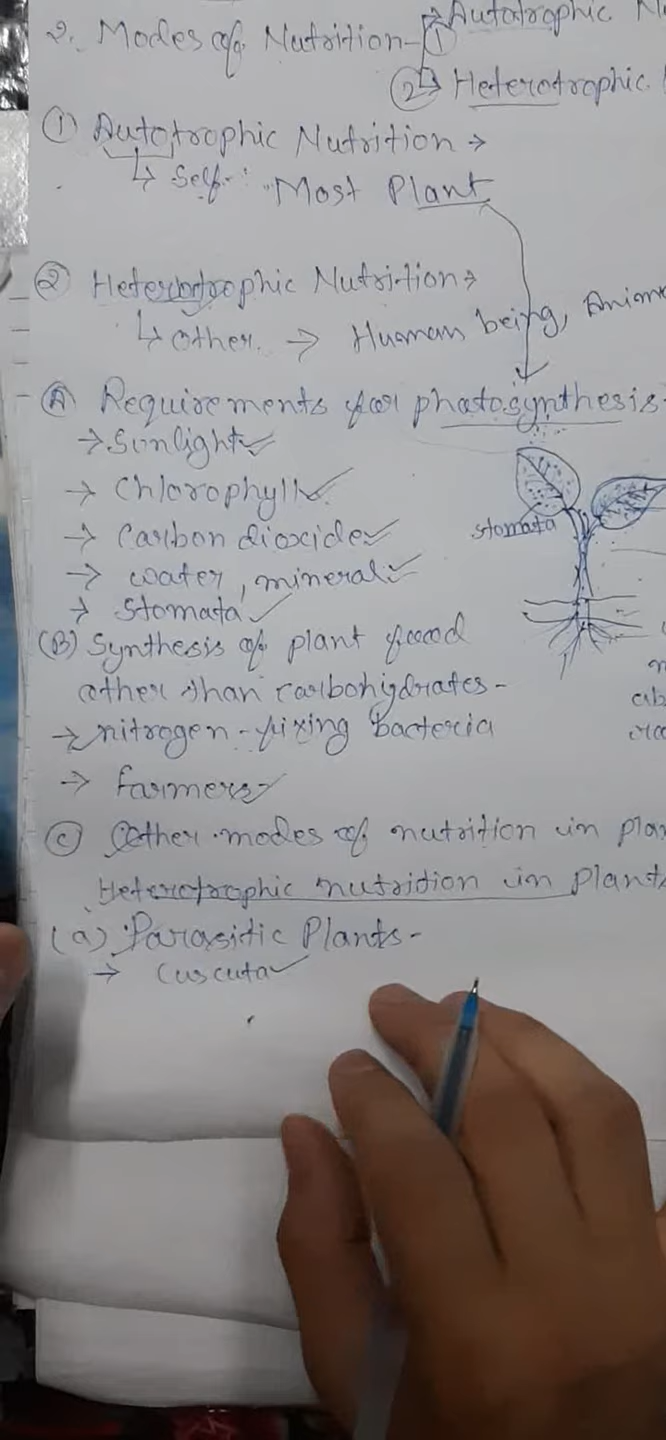 2. Modes of Nutrition - ① Autotrophic
② Heterotrophic
① Autotrophic Nutrition →
↳ Self. Most Plant
② Heterotrophic Nutrition →
↳ other. → Human being,
Ⓐ Requirements for photosynthesis
→ Sunlight ✓
→ Chlorophyll ✓
stomata
→ Carbon dioxide ✓
→ water, mineral ✓
→ Stomata ✓
(B) Synthesis of plant food
other than carbohydrates -
→ nitrogen - fixing bacteria
→ farmers ✓
Ⓒ Other modes of nutrition in
Heterotrophic nutrition in Plant
(a) Parasitic Plants -
→ Cuscuta ✓